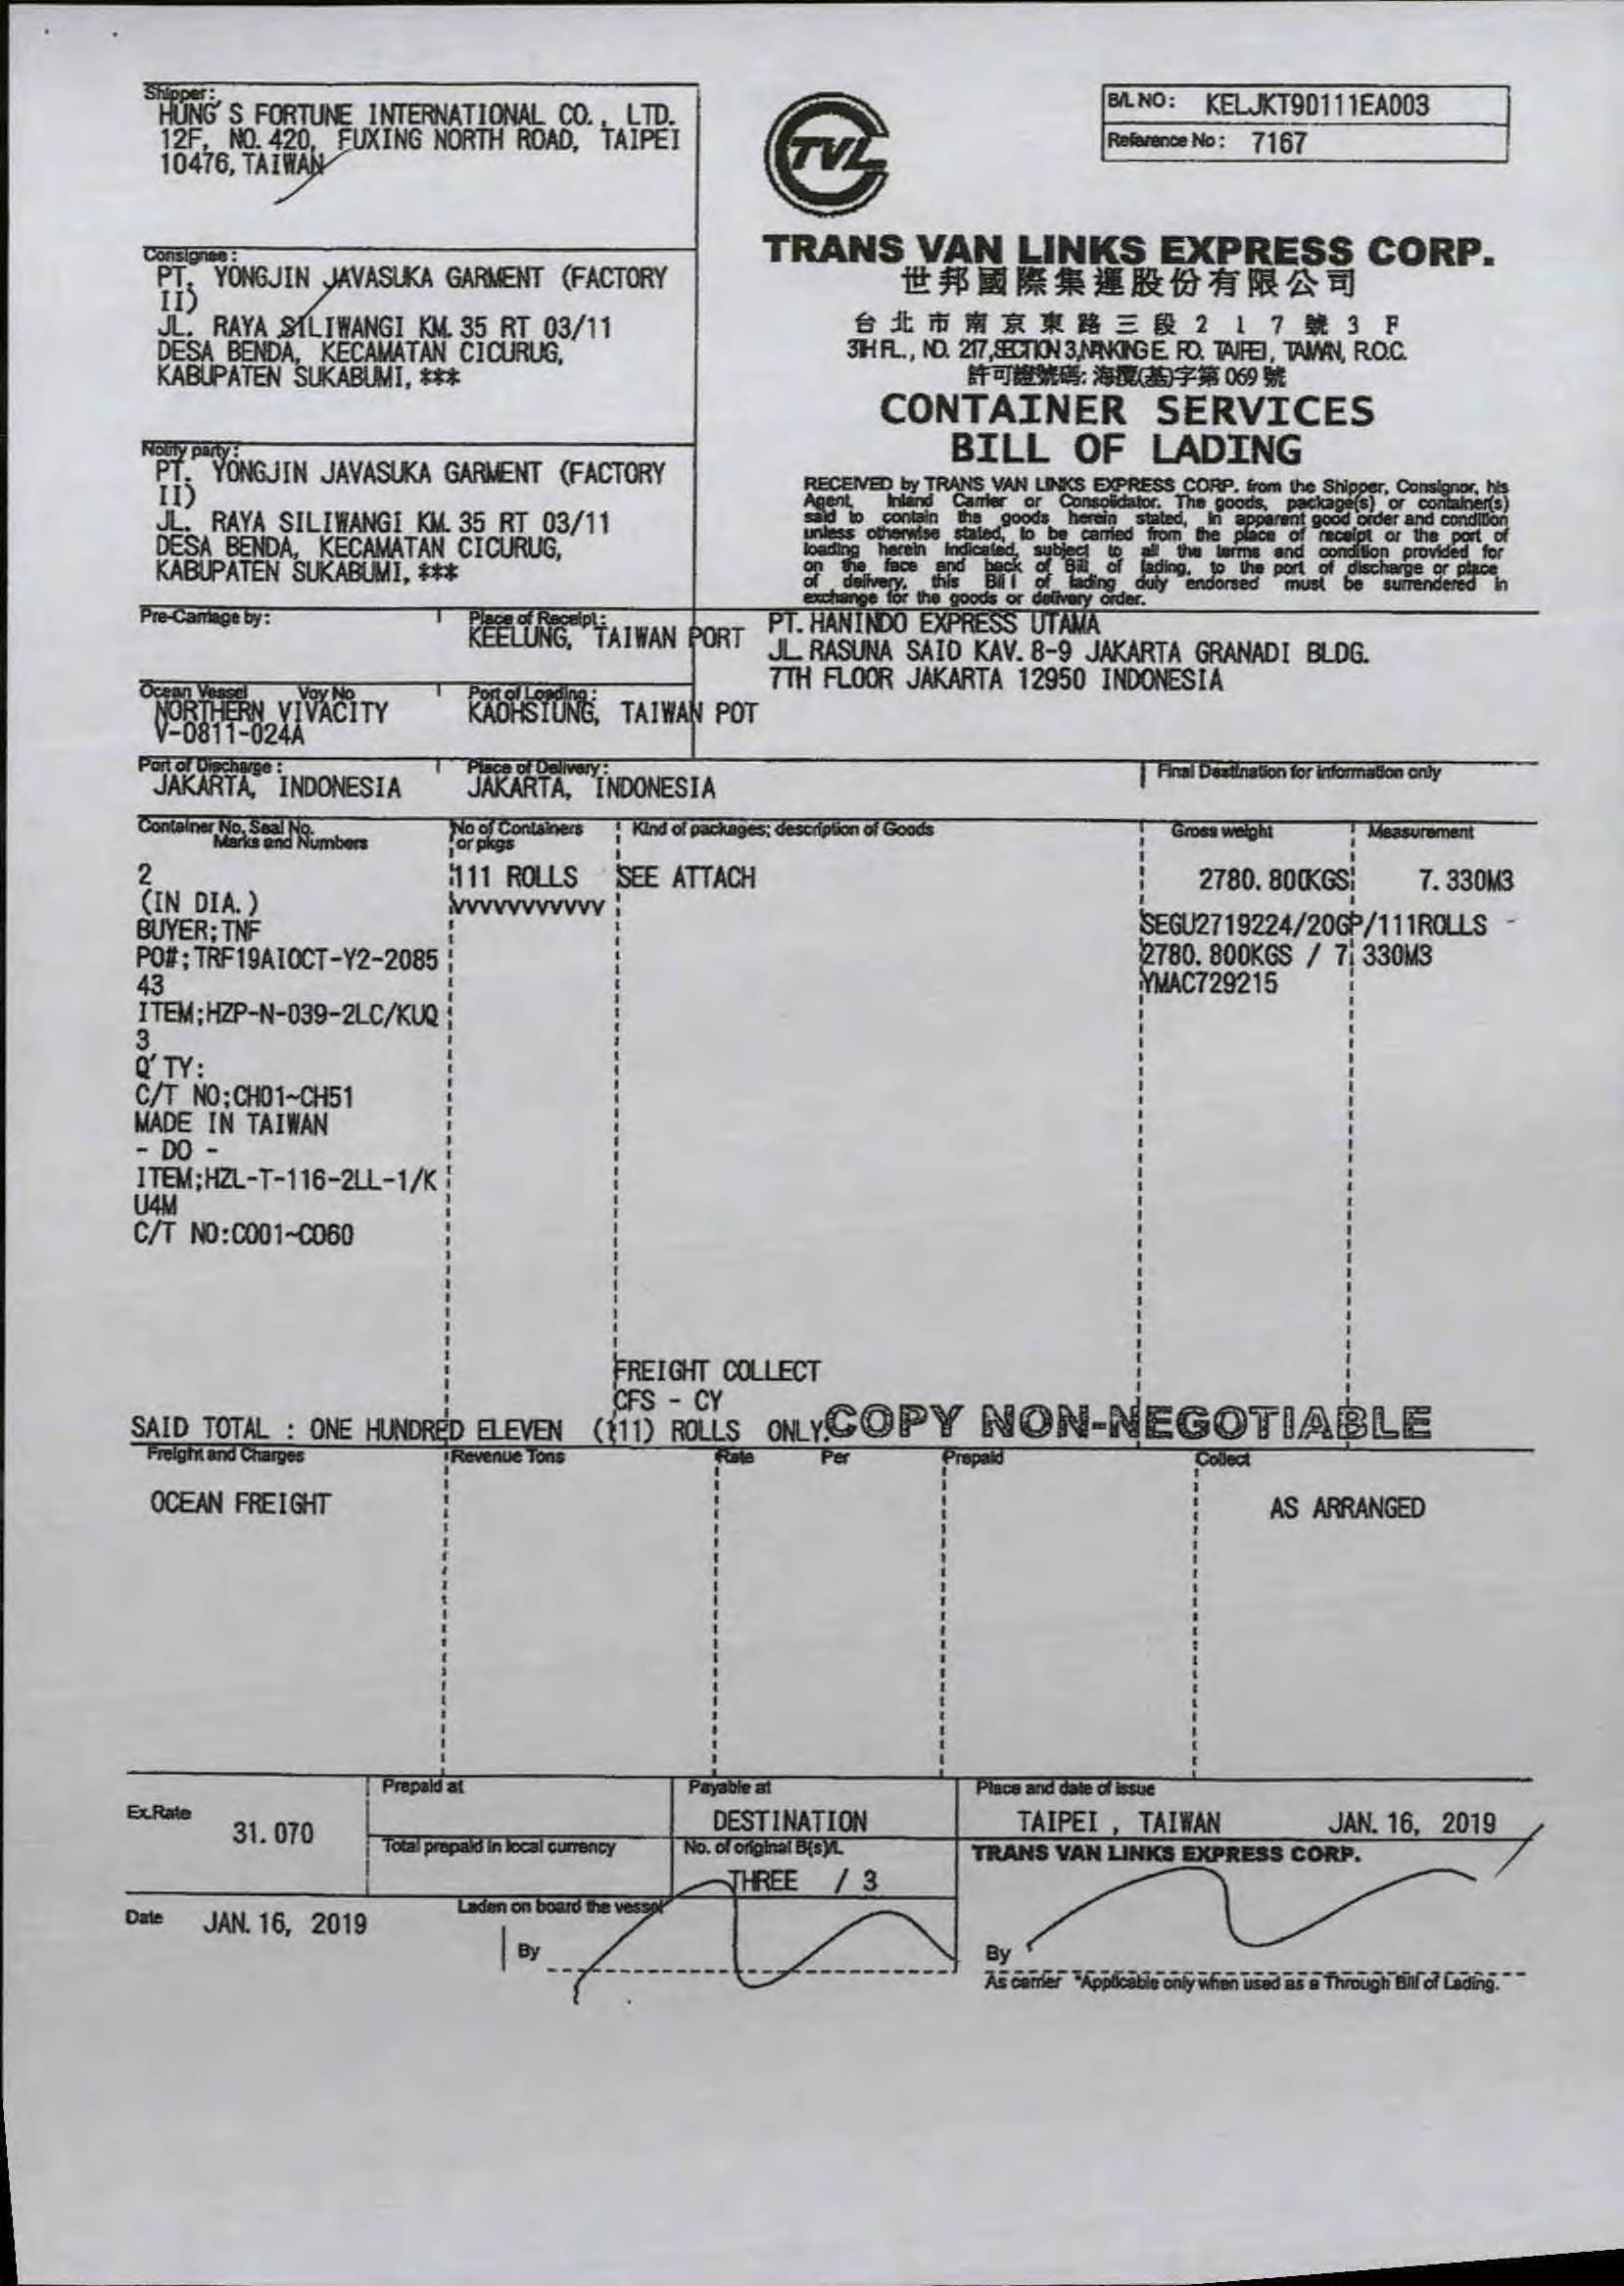 Shipper:
HUNG'S FORTUNE INTERNATIONAL CO., LTD.
12F, NO. 420, FUXING NORTH ROAD, TAIPEI
10476, TAIWAN
B/L NO: KELJKT90111EA003
Reference No: 7167
TVL
TRANS VAN LINKS EXPRESS CORP.
世邦國際集運股份有限公司
台北市南京東路三段217號3F
3TH FL., NO. 217, SECTION 3, NANKING E. RD. TAIPEI, TAIWAN, R.O.C.
許可證號碼: 海攬(基)字第 069 號
CONTAINER SERVICES
BILL OF LADING
RECEIVED by TRANS VAN LINKS EXPRESS CORP. from the Shipper, Consignor, his
Agent, Inland Carrier or Consolidator. The goods, package(s) or container(s)
said to contain the goods herein stated, in apparent good order and condition
unless otherwise stated, to be carried from the place of receipt or the port of
loading herein indicated, subject to all the terms and condition provided for
on the face and back of Bill of lading, to the port of discharge or place
of delivery, this Bill of lading duly endorsed must be surrendered in
exchange for the goods or delivery order.
Consignee:
PT. YONGJIN JAVASUKA GARMENT (FACTORY
II)
JL. RAYA SILIWANGI KM. 35 RT 03/11
DESA BENDA, KECAMATAN CICURUG,
KABUPATEN SUKABUMI, ***
Notify party:
PT. YONGJIN JAVASUKA GARMENT (FACTORY
II)
JL. RAYA SILIWANGI KM. 35 RT 03/11
DESA BENDA, KECAMATAN CICURUG,
KABUPATEN SUKABUMI, ***
Pre-Carriage by: Place of Receipt:
KEELUNG, TAIWAN PORT
PT. HANINDO EXPRESS UTAMA
JL RASUNA SAID KAV. 8-9 JAKARTA GRANADI BLDG.
7TH FLOOR JAKARTA 12950 INDONESIA
Ocean Vessel Voy No Port of Loading:
NORTHERN VIVACITY KAOHSIUNG, TAIWAN POT
V-0811-024A
Port of Discharge: Place of Delivery: Final Destination for information only
JAKARTA, INDONESIA JAKARTA, INDONESIA
Container No. Seal No. No of Containers Kind of packages; description of Goods Gross weight Measurement
Marks and Numbers or pkgs
2 111 ROLLS SEE ATTACH 2780.800KGS 7.330M3
(IN DIA.) VVVVVVVVVVV
BUYER;TNF SEGU2719224/20GP/111ROLLS -
PO#;TRF19AIOCT-Y2-2085 2780.800KGS / 7.330M3
43 YMAC729215
ITEM;HZP-N-039-2LC/KUQ
3
Q'TY:
C/T NO;CH01~CH51
MADE IN TAIWAN
- DO -
ITEM;HZL-T-116-2LL-1/K
U4M
C/T NO:CO01~CO60
FREIGHT COLLECT
CFS - CY
SAID TOTAL : ONE HUNDRED ELEVEN (111) ROLLS ONLY. COPY NON-NEGOTIABLE
Freight and Charges Revenue Tons Rate Per Prepaid Collect
OCEAN FREIGHT AS ARRANGED
Prepaid at Payable at Place and date of issue
Ex.Rate 31.070 DESTINATION TAIPEI , TAIWAN JAN. 16, 2019
Total prepaid in local currency No. of original B(s)/L TRANS VAN LINKS EXPRESS CORP.
THREE / 3
Date JAN. 16, 2019 Laden on board the vessel
By By
As carrier *Applicable only when used as a Through Bill of Lading.